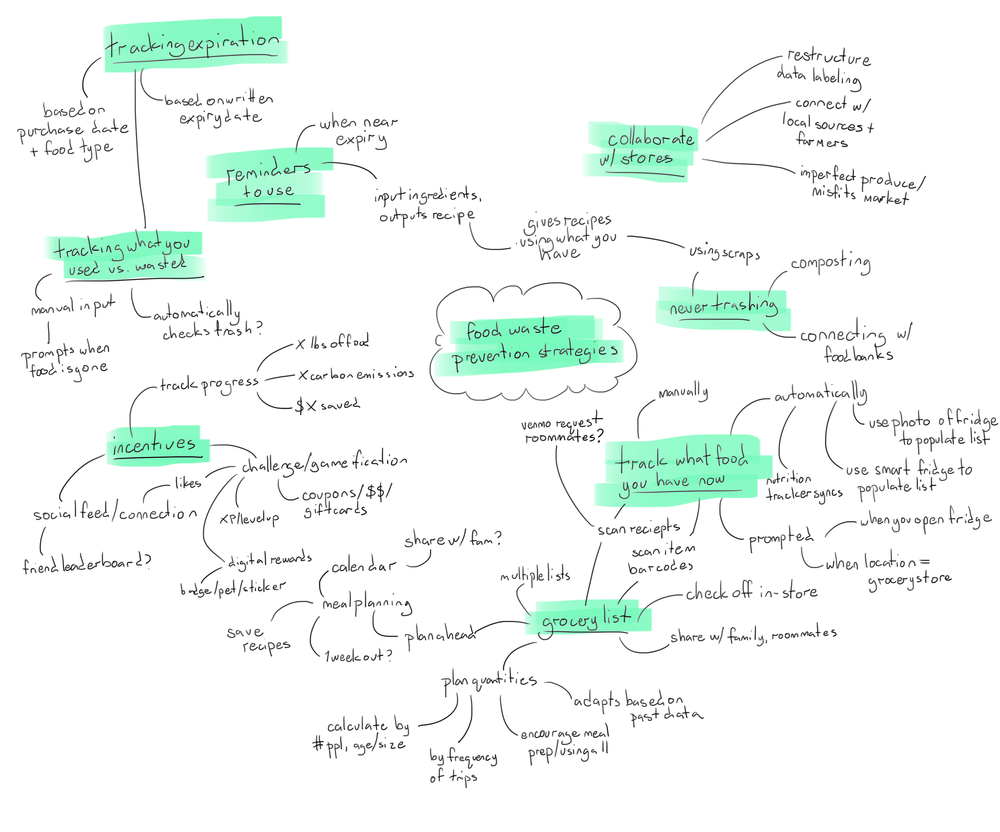 tracking expiration
based on
purchase date
+ food type
based on written
expiry date
when near
expiry
reminders
to use
input ingredients,
outputs recipe
gives recipes
using what you
have
using scraps
collaborate
w/ stores
restructure
data labeling
connect w/
local sources +
farmers
imperfect produce/
misfits market
never trashing
composting
connecting w/
food banks
tracking what you
used vs. wasted
manual input
prompts when
food is gone
automatically
checks trash?
food waste
prevention strategies
incentives
track progress
X lbs of food
X carbon emissions
$X saved
challenge/gamification
coupons/$$/
giftcards
XP/level up
digital rewards
badge/pet/sticker
likes
social feed/connection
friend leaderboard?
track what food
you have now
manually
automatically
use photo of fridge
to populate list
use smart fridge to
populate list
nutrition
tracker syncs
prompted
when you open fridge
when location =
grocery store
venmo request
roommates?
scan reciepts
scan item
barcodes
grocery list
multiple lists
check off in-store
share w/ family, roommates
plan ahead
meal planning
calendar
share w/ fam?
save
recipes
1 week out?
plan quantities
calculate by
# ppl, age/size
by frequency
of trips
encourage meal
prep/using all
adapts based on
past data